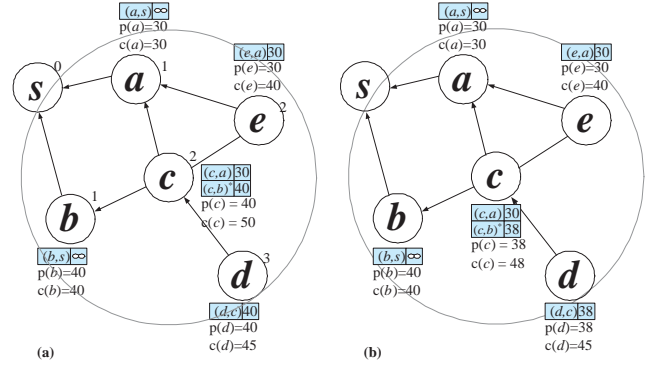 (a,s) ∞
p(a)=30
c(a)=30
(e,a) 30
p(e)=30
c(e)=40
s 0
a 1
e 2
c 2
(c,a) 30
(c,b)* 40
p(c) = 40
c(c) = 50
b 1
(b,s) ∞
p(b)=40
c(b)=40
d 3
(d,c) 40
p(d)=40
c(d)=45
(a)
(a,s) ∞
p(a)=30
c(a)=30
(e,a) 30
p(e)=30
c(e)=40
s
a
e
c
(c,a) 30
(c,b)* 38
p(c) = 38
c(c) = 48
b
(b,s) ∞
p(b)=40
c(b)=40
d
(d,c) 38
p(d)=38
c(d)=45
(b)